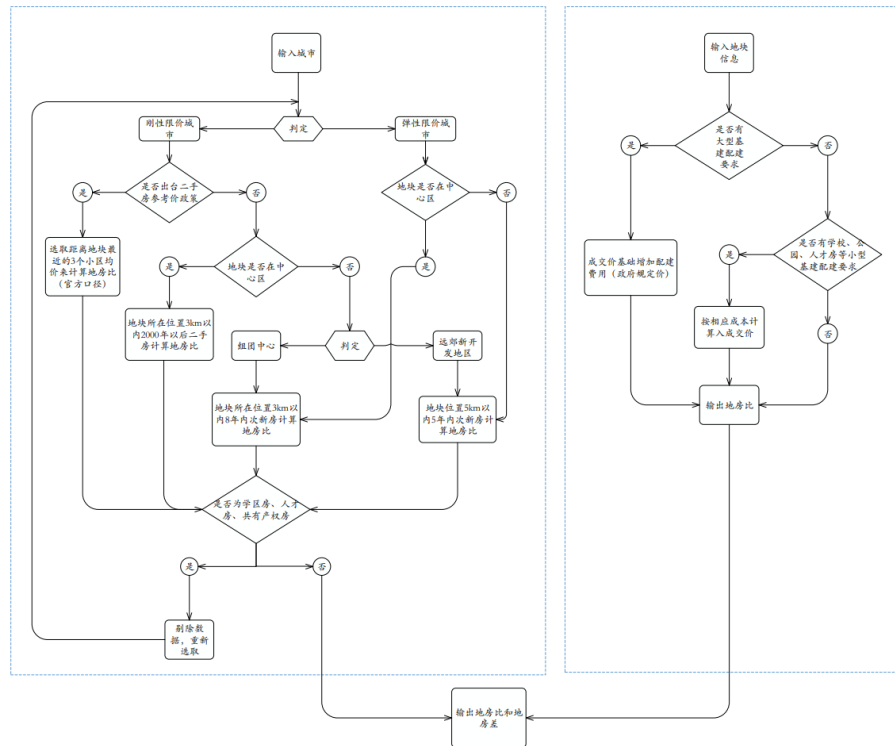 输入城市
判定
刚性限价城
市
弹性限价城
市
是否出台二手
房参考价政策
是
否
地块是否在中
心区
否
是
选取距离地块最
近的3个小区均
价来计算地房比
（官方口径）
是
地块是否在中
心区
否
地块所在位置3km以
内2000年以后二手
房计算地房比
组团中心
判定
远郊新开
发地区
地块所在位置3km以
内8年内次新房计算
地房比
地块位置5km以
内5年内次新房计
算地房比
是否为学区房、人才
房、共有产权房
是
否
剔除数
据，重新
选取
输入地块
信息
是否有
大型基
建配建
要求
是
否
成交价基础增加配建
费用（政府规定价）
是
是否有学校、公
园、人才房等小型
基建配建要求
按相点成本计
算入成交价
否
输出地房比
输出地房比和地
房差